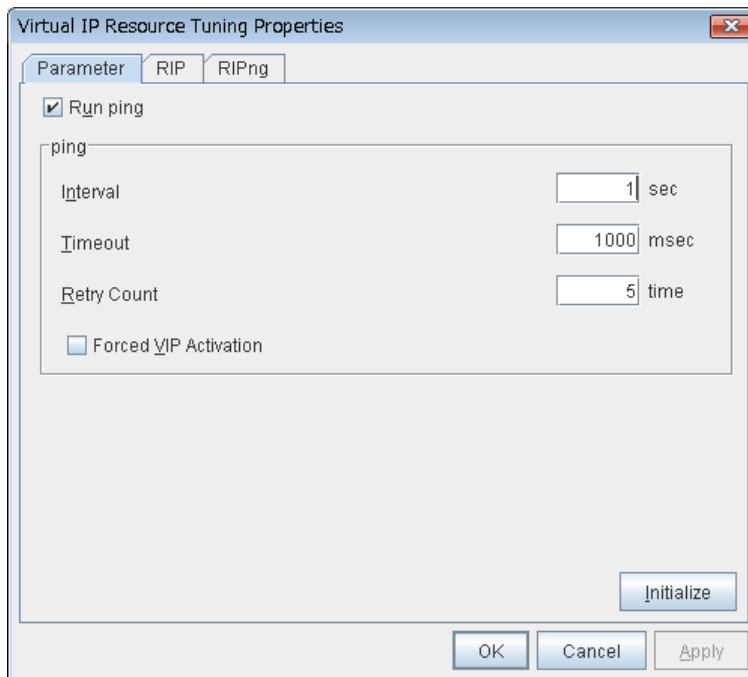 Virtual IP Resource Tuning Properties
Parameter RIP RIPng
Run ping
ping
Interval 1 sec
Timeout 1000 msec
Retry Count 5 time
Forced VIP Activation
Initialize
OK Cancel Apply